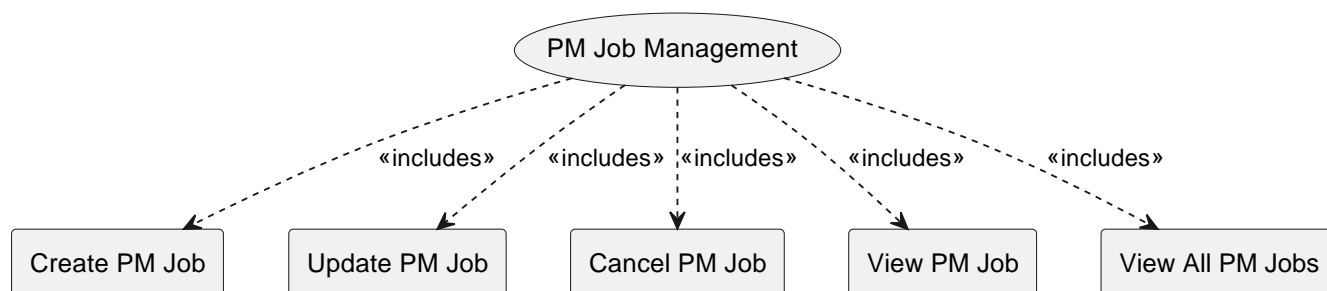 PM Job Management
«includes» «includes» «includes» «includes» «includes»
Create PM Job Update PM Job Cancel PM Job View PM Job View All PM Jobs